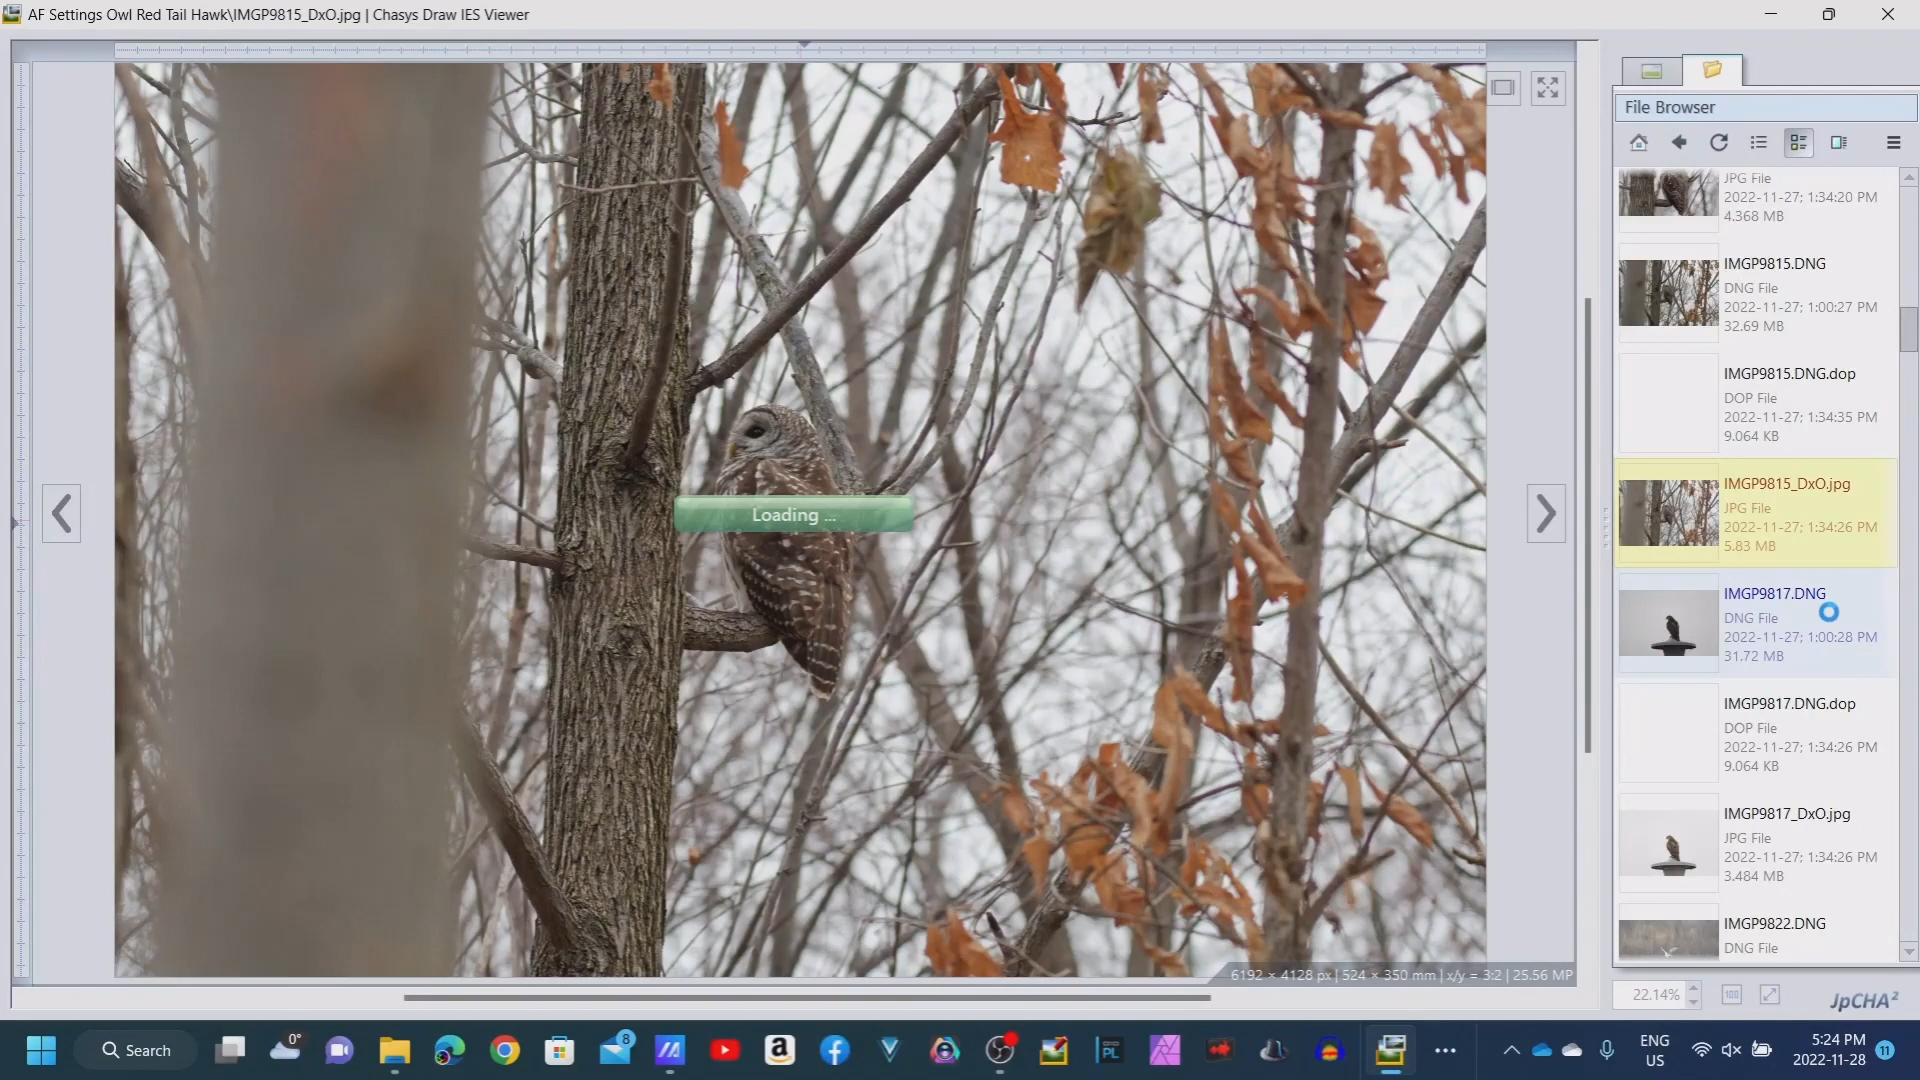 AF Settings Owl Red Tail Hawk\IMGP9815_DxO.jpg | Chasys Draw IES Viewer
File Browser
JPG File
2022-11-27; 1:34:20 PM
4.368 MB
IMGP9815.DNG
DNG File
2022-11-27; 1:00:27 PM
32.69 MB
IMGP9815.DNG.dop
DOP File
2022-11-27; 1:34:35 PM
9.064 KB
IMGP9815_DxO.jpg
JPG File
2022-11-27; 1:34:26 PM
5.83 MB
Loading ...
IMGP9817.DNG
DNG File
2022-11-27; 1:00:28 PM
31.72 MB
IMGP9817.DNG.dop
DOP File
2022-11-27; 1:34:26 PM
9.064 KB
IMGP9817_DxO.jpg
JPG File
2022-11-27; 1:34:26 PM
3.484 MB
IMGP9822.DNG
DNG File
6192 × 4128 px | 524 × 350 mm | x/y = 3:2 | 25.56 MP
22.14%
100
JpCHA²
Search
0°
8
PL
ENG
US
5:24 PM
2022-11-28
11